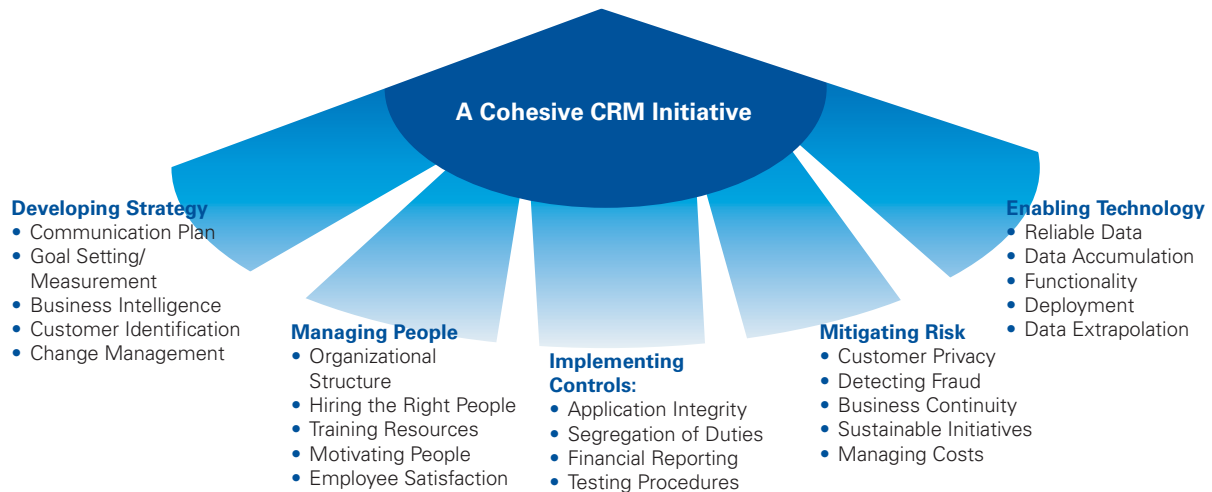 A Cohesive CRM Initiative
Developing Strategy
• Communication Plan
• Goal Setting/
Measurement
• Business Intelligence
• Customer Identification
• Change Management
Managing People
• Organizational
Structure
• Hiring the Right People
• Training Resources
• Motivating People
• Employee Satisfaction
Implementing
Controls:
• Application Integrity
• Segregation of Duties
• Financial Reporting
• Testing Procedures
Mitigating Risk
• Customer Privacy
• Detecting Fraud
• Business Continuity
• Sustainable Initiatives
• Managing Costs
Enabling Technology
• Reliable Data
• Data Accumulation
• Functionality
• Deployment
• Data Extrapolation